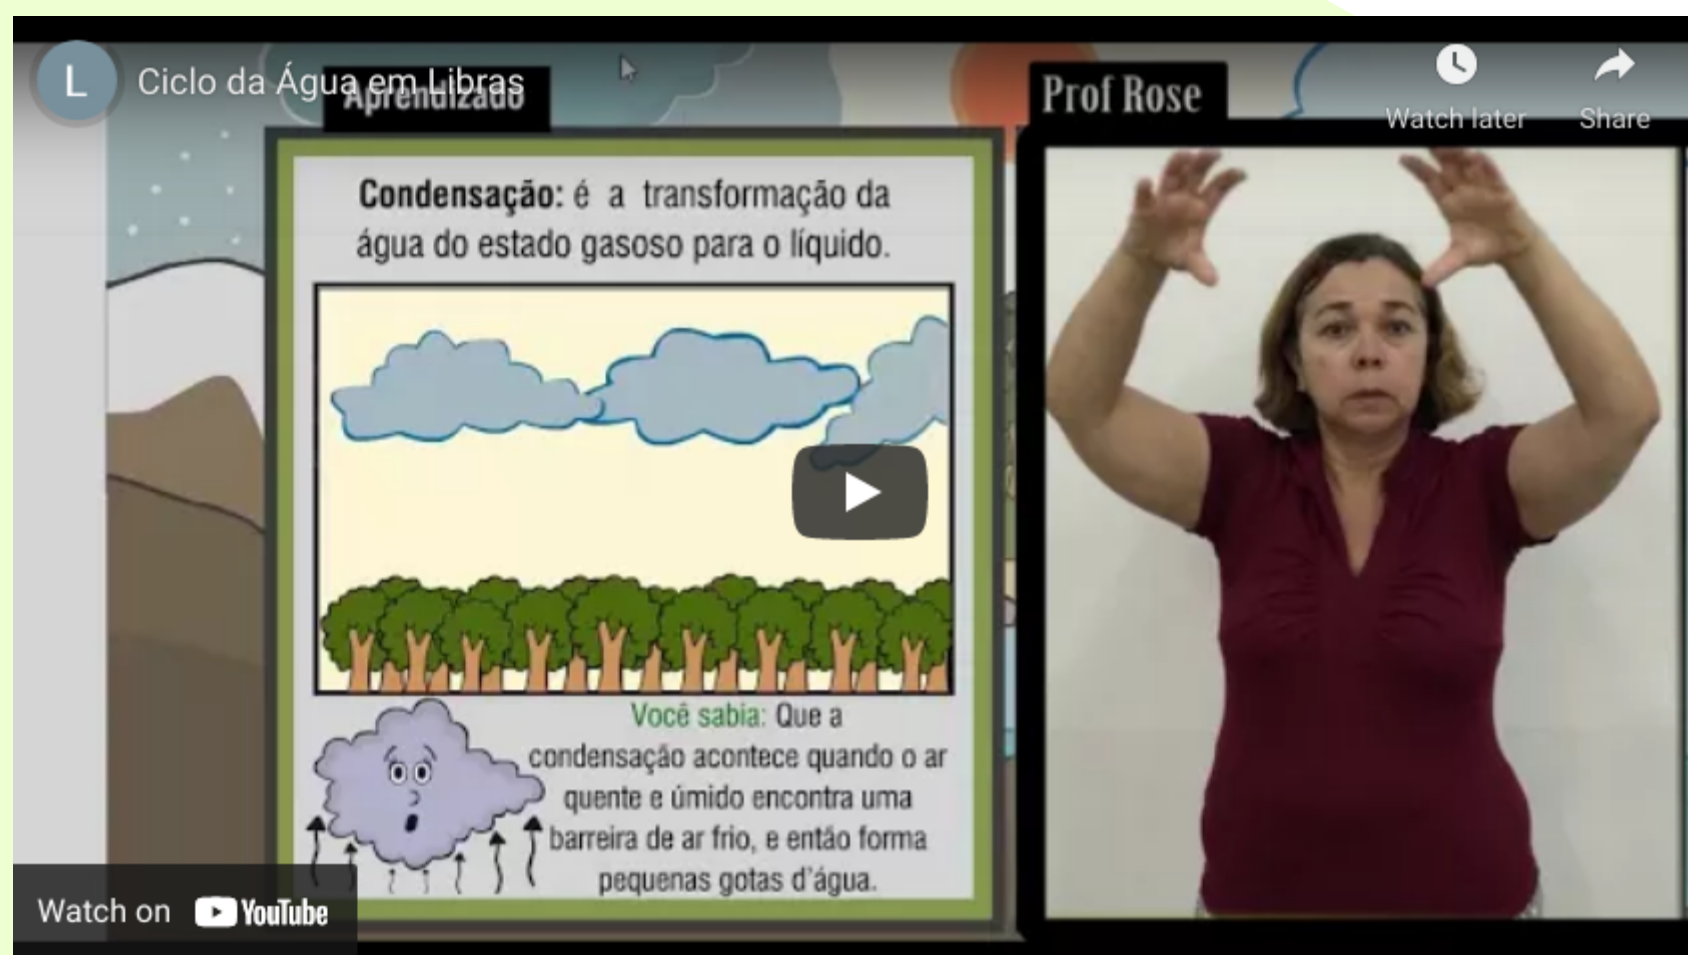 L
Ciclo da Água em Libras
Aprendizado
Prof Rose
Watch later
Share
Condensação: é a transformação da
água do estado gasoso para o líquido.
Você sabia: Que a
condensação acontece quando o ar
quente e úmido encontra uma
barreira de ar frio, e então forma
pequenas gotas d'água.
Watch on YouTube